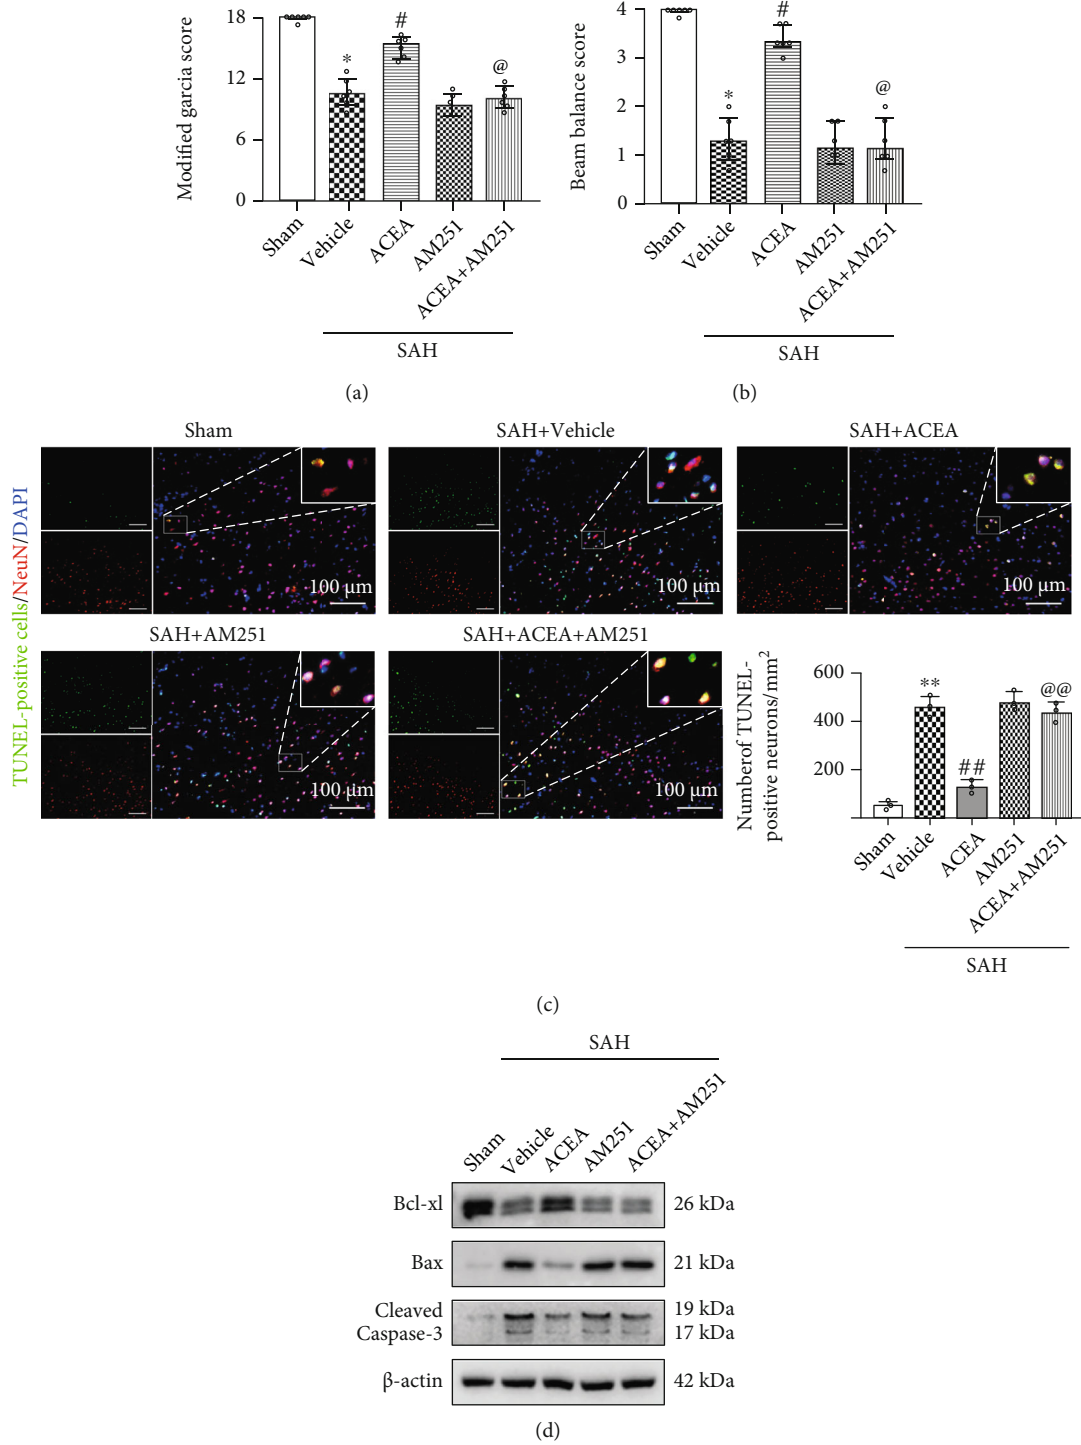 Modified garcia score
18
12
6
0
*
#
@
Sham
Vehicle
ACEA
AM251
ACEA+AM251
SAH
(a)
Beam balance score
4
3
2
1
0
*
#
@
Sham
Vehicle
ACEA
AM251
ACEA+AM251
SAH
(b)
TUNEL-positive cells/NeuN/DAPI
Sham
100 μm
SAH+Vehicle
100 μm
SAH+ACEA
100 μm
SAH+AM251
100 μm
SAH+ACEA+AM251
100 μm
Numberof TUNEL-
positive neurons/mm²
600
400
200
**
##
@@
Sham
Vehicle
ACEA
AM251
ACEA+AM251
SAH
(c)
SAH
Sham
Vehicle
ACEA
AM251
ACEA+AM251
Bcl-xl
26 kDa
Bax
21 kDa
Cleaved
Caspase-3
19 kDa
17 kDa
β-actin
42 kDa
(d)